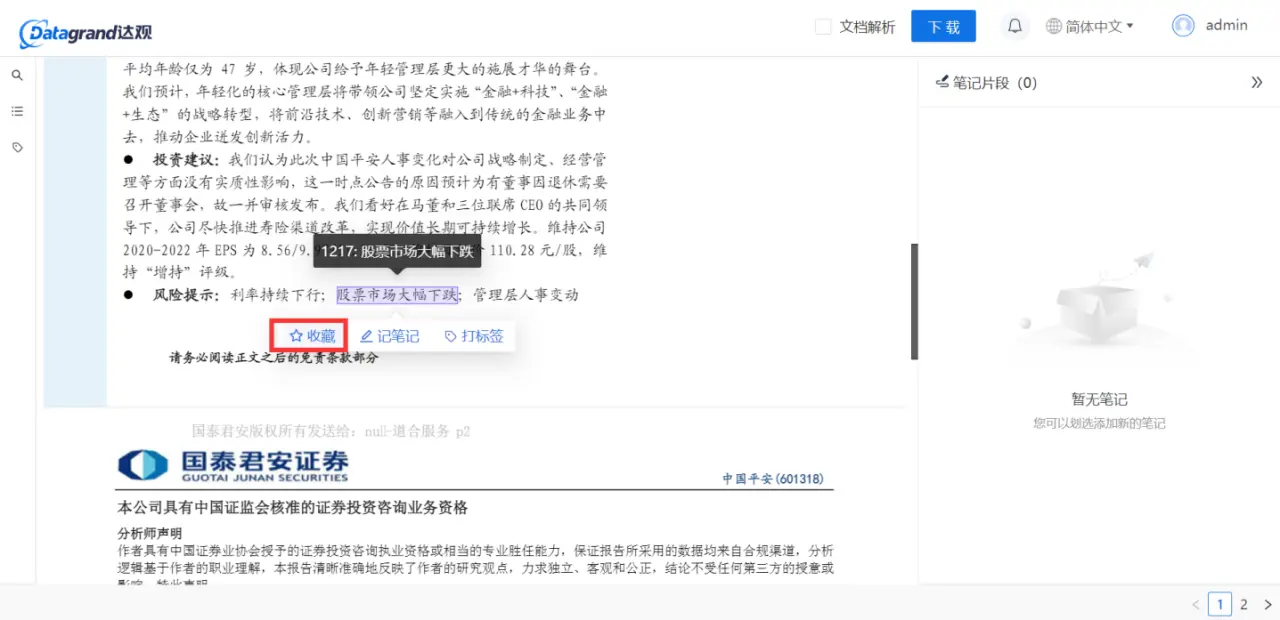 Datagrand达观
文档解析
下载
简体中文
admin
平均年龄仅为 47 岁，体现公司给予年轻管理层更大的施展才华的舞台。
我们预计，年轻化的核心管理层将带领公司坚定实施“金融+科技”、“金融
+生态”的战略转型，将前沿技术、创新营销等融入到传统的金融业务中
去，推动企业迸发创新活力。
● 投资建议：我们认为此次中国平安人事变化对公司战略制定、经营管
理等方面没有实质性影响，这一时点公告的原因预计为有董事因退休需要
召开董事会，故一并审核发布。我们看好在马董和三位联席 CEO 的共同领
导下，公司尽快推进寿险渠道改革，实现价值长期可持续增长。维持公司
2020-2022 年 EPS 为 8.56/9.
110.28 元/股，维
持“增持”评级。
1217: 股票市场大幅下跌
● 风险提示：利率持续下行；股票市场大幅下跌；管理层人事变动
收藏
记笔记
打标签
请务必阅读正文之后的免责条款部分
国泰君安版权所有发送给：null-道合服务 p2
国泰君安证券
GUOTAI JUNAN SECURITIES
中国平安(601318)
本公司具有中国证监会核准的证券投资咨询业务资格
分析师声明
作者具有中国证券业协会授予的证券投资咨询执业资格或相当的专业胜任能力，保证报告所采用的数据均来自合规渠道，分析
逻辑基于作者的职业理解，本报告清晰准确地反映了作者的研究观点，力求独立、客观和公正，结论不受任何第三方的授意或
笔记片段（0）
暂无笔记
您可以划选添加新的笔记
1
2